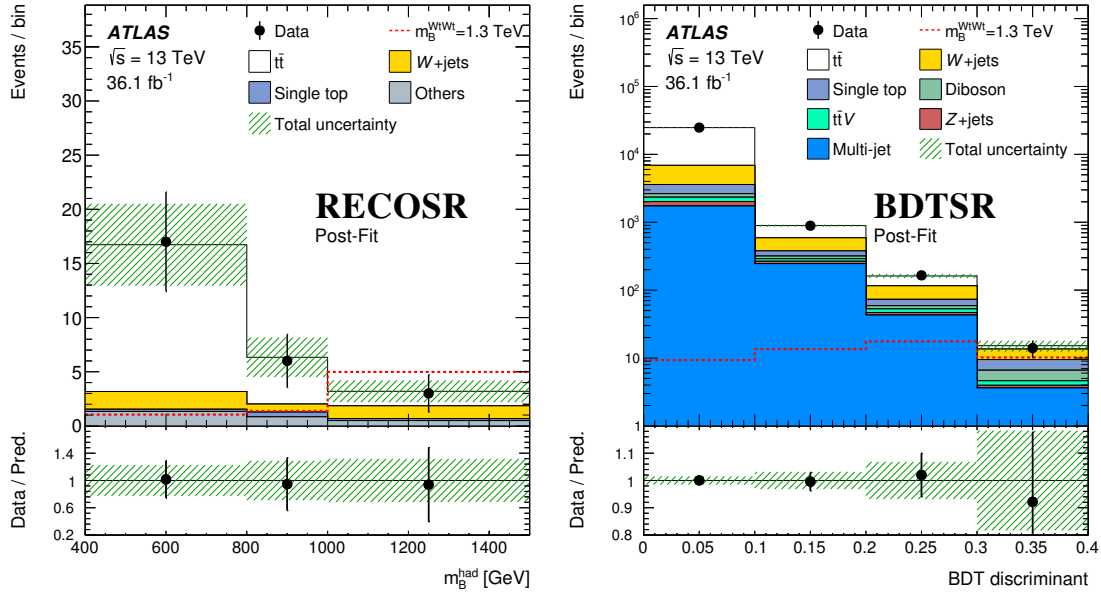 Events / bin
35
30
25
20
15
10
5
0
ATLAS
√s = 13 TeV
36.1 fb⁻¹
Data
m_B^WtWt=1.3 TeV
tt̄
W+jets
Single top
Others
Total uncertainty
RECOSR
Post-Fit
Data / Pred.
1.4
1
0.6
0.2
400 600 800 1000 1200 1400
m_B^had [GeV]
Events / bin
10⁶
10⁵
10⁴
10³
10²
10
ATLAS
√s = 13 TeV
36.1 fb⁻¹
Data
m_B^WtWt=1.3 TeV
tt̄
W+jets
Single top
Diboson
tt̄V
Z+jets
Multi-jet
Total uncertainty
BDTSR
Post-Fit
Data / Pred.
1
1
0.9
0.8
0 0.05 0.1 0.15 0.2 0.25 0.3 0.35 0.4
BDT discriminant